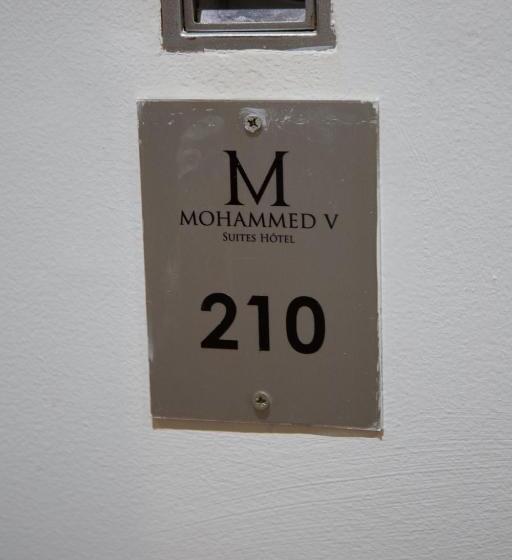 M
MOHAMMED V
SUITES HÔTEL
210